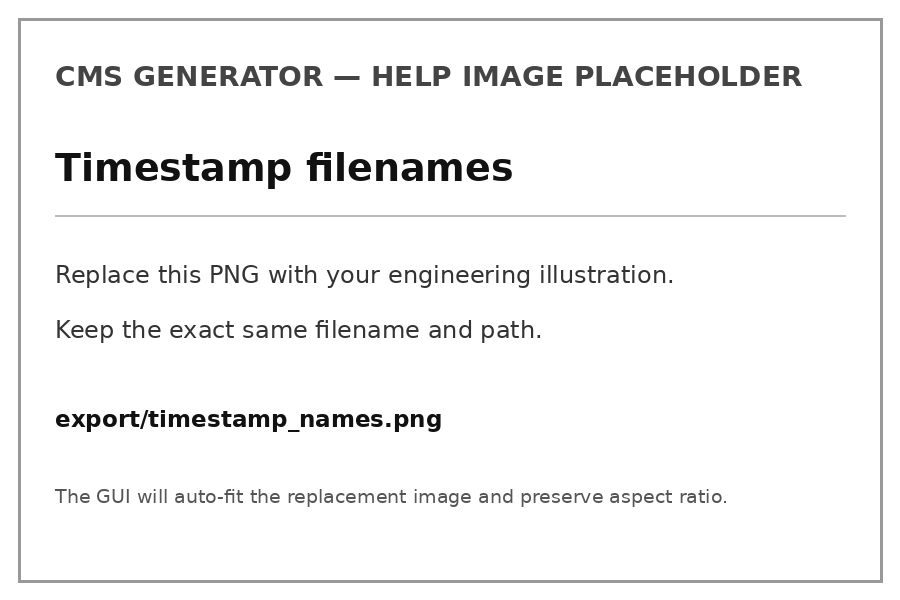 CMS GENERATOR — HELP IMAGE PLACEHOLDER
Timestamp filenames
Replace this PNG with your engineering illustration.
Keep the exact same filename and path.
export/timestamp_names.png
The GUI will auto-fit the replacement image and preserve aspect ratio.